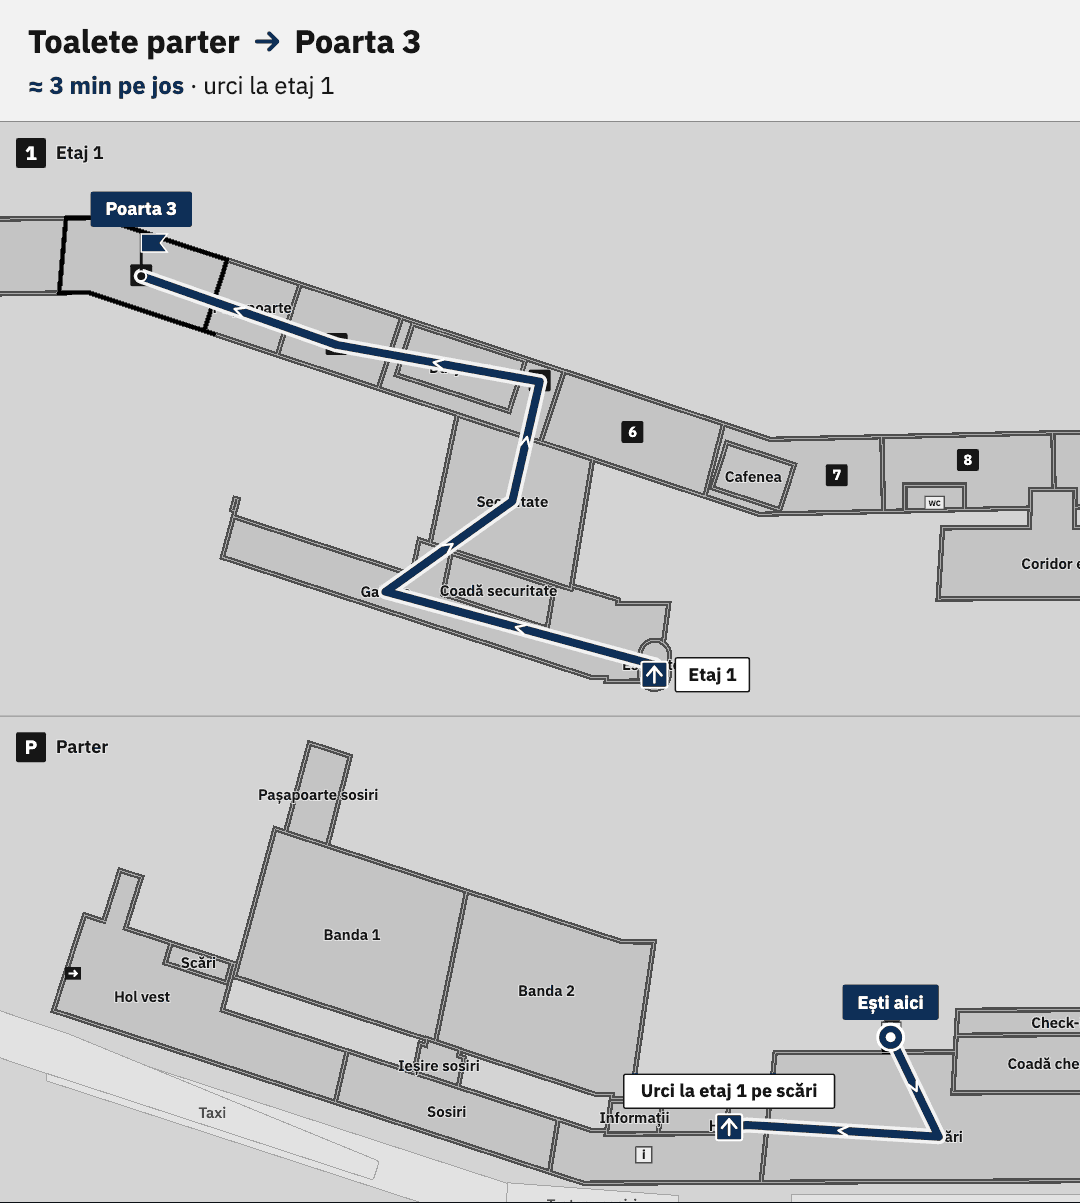 Toalete parter → Poarta 3
≈ 3 min pe jos · urci la etaj 1
1 Etaj 1
Poarta 3
6
Cafenea
7
8
WC
Securitate
Coridor
Coadă securitate
Etaj 1
P Parter
Pașapoarte sosiri
Banda 1
Banda 2
Scări
Hol vest
Ești aici
Check-
Coadă che
Ieșire sosiri
Urci la etaj 1 pe scări
Sosiri
Informații
Taxi
i